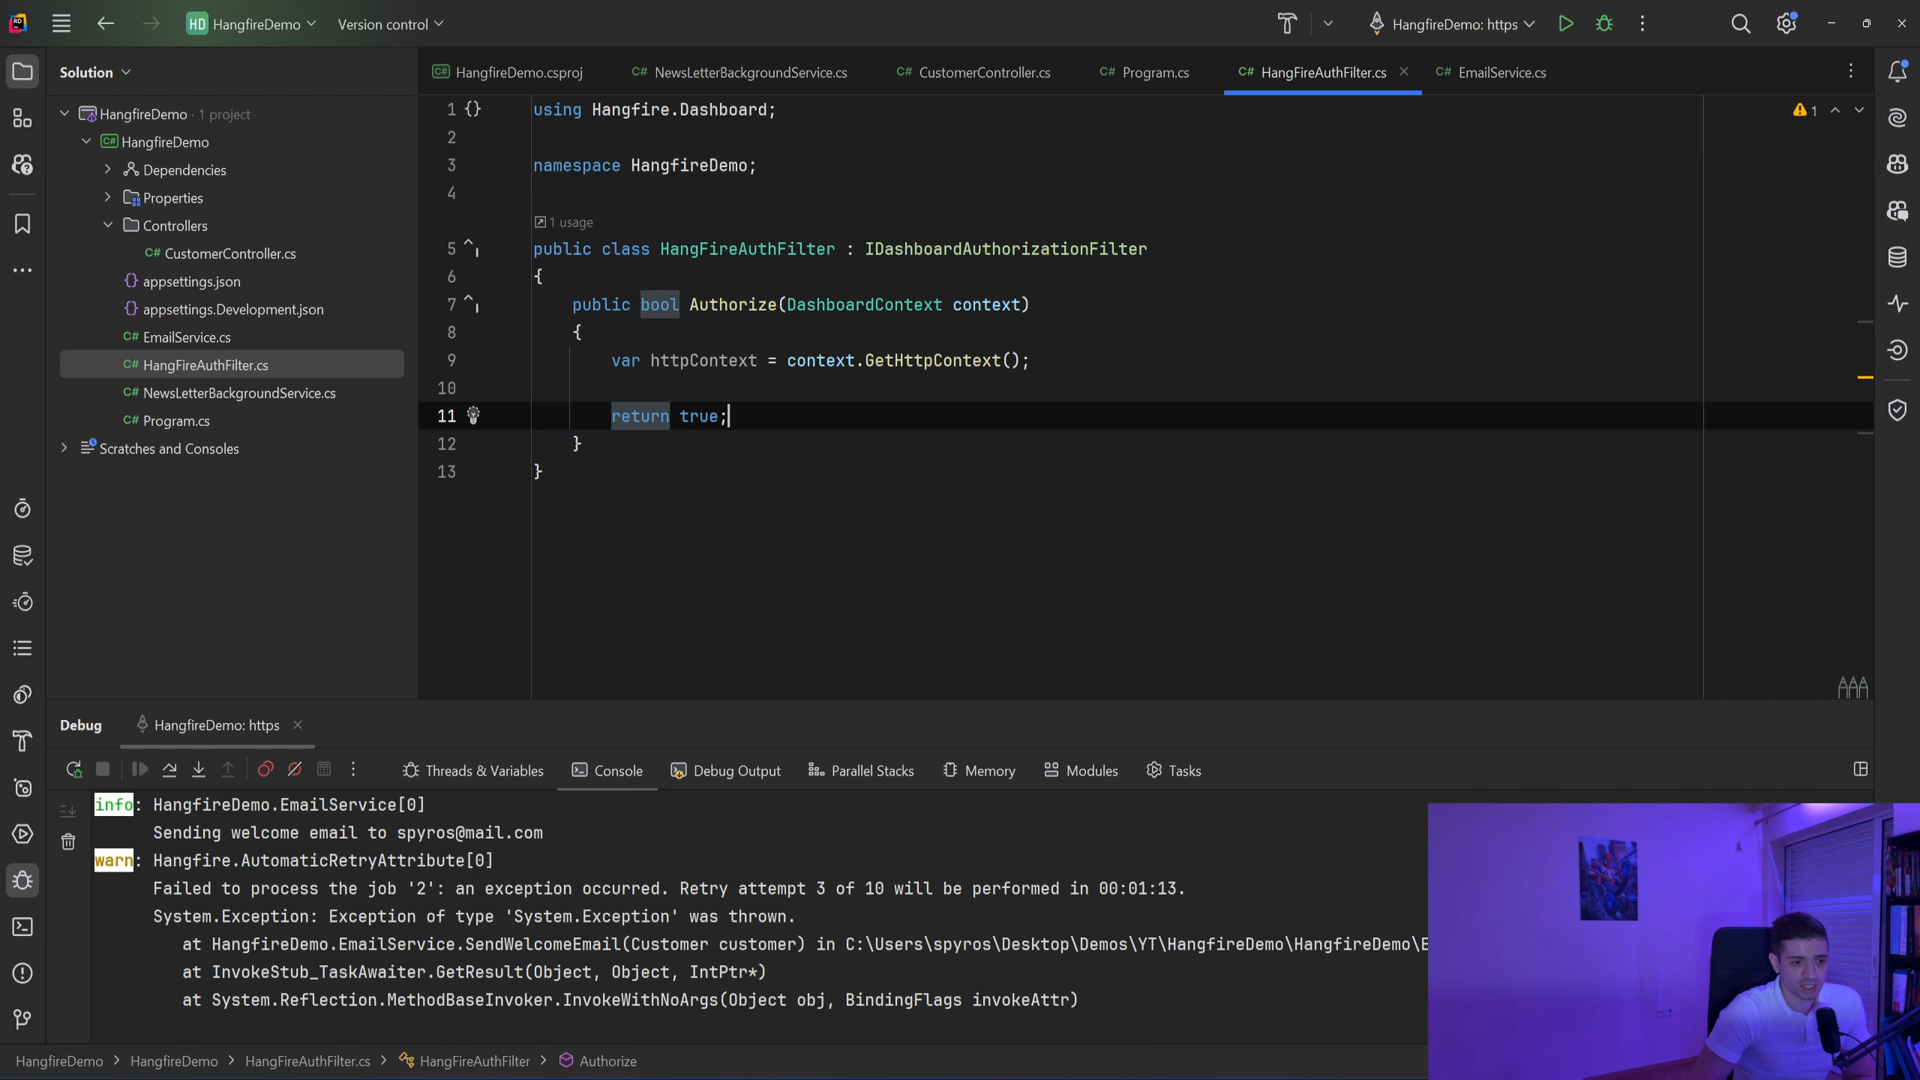 HD HangfireDemo Version control HangfireDemo: https
Solution
HangfireDemo · 1 project
HangfireDemo
Dependencies
Properties
Controllers
C# CustomerController.cs
{} appsettings.json
{} appsettings.Development.json
C# EmailService.cs
C# HangFireAuthFilter.cs
C# NewsLetterBackgroundService.cs
C# Program.cs
Scratches and Consoles
C# HangfireDemo.csproj C# NewsLetterBackgroundService.cs C# CustomerController.cs C# Program.cs C# HangFireAuthFilter.cs C# EmailService.cs
1 {} using Hangfire.Dashboard;
1
2
3 namespace HangfireDemo;
4
1 usage
5 public class HangFireAuthFilter : IDashboardAuthorizationFilter
6 {
7 public bool Authorize(DashboardContext context)
8 {
9 var httpContext = context.GetHttpContext();
10
11 return true;
12 }
13 }
Debug HangfireDemo: https
Threads & Variables Console Debug Output Parallel Stacks Memory Modules Tasks
info: HangfireDemo.EmailService[0]
Sending welcome email to spyros@mail.com
warn: Hangfire.AutomaticRetryAttribute[0]
Failed to process the job '2': an exception occurred. Retry attempt 3 of 10 will be performed in 00:01:13.
System.Exception: Exception of type 'System.Exception' was thrown.
at HangfireDemo.EmailService.SendWelcomeEmail(Customer customer) in C:\Users\spyros\Desktop\Demos\YT\HangfireDemo\HangfireDemo\E
at InvokeStub_TaskAwaiter.GetResult(Object, Object, IntPtr*)
at System.Reflection.MethodBaseInvoker.InvokeWithNoArgs(Object obj, BindingFlags invokeAttr)
HangfireDemo > HangfireDemo > HangFireAuthFilter.cs > HangFireAuthFilter > Authorize